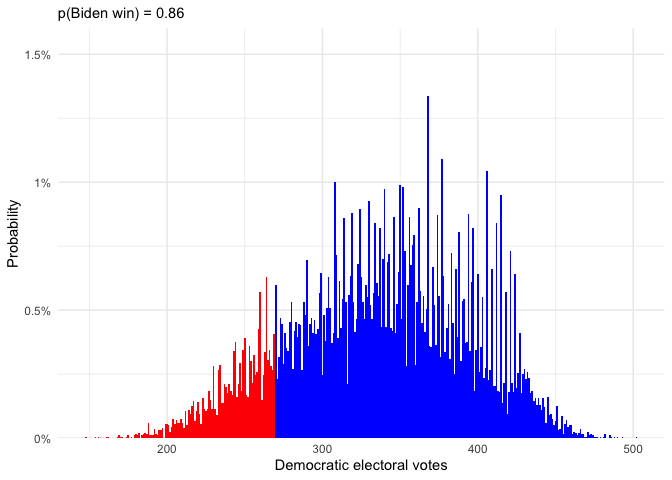 p(Biden win) = 0.86
1.5%
1%
0.5%
0%
Probability
200
300
400
500
Democratic electoral votes